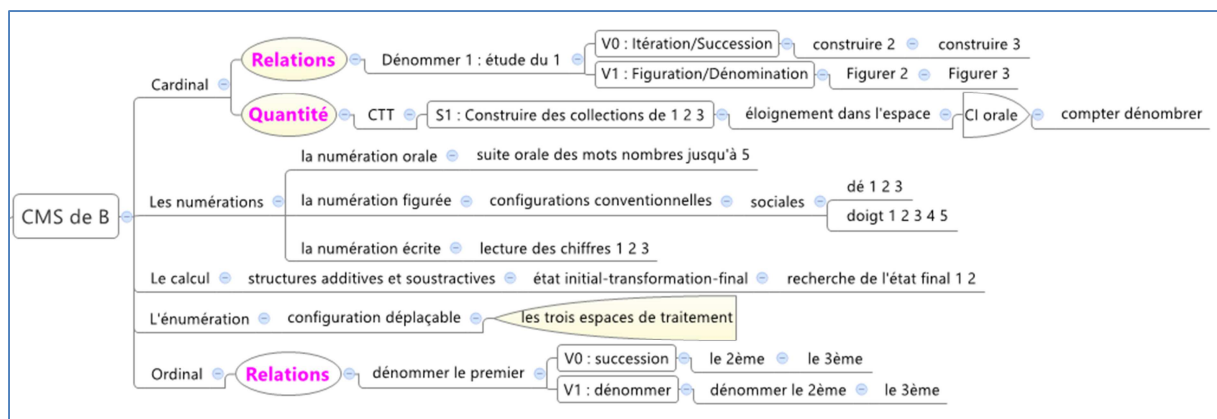 CMS de B
Cardinal
Relations
Dénommer 1 : étude du 1
V0 : Itération/Succession
construire 2
construire 3
V1 : Figuration/Dénomination
Figurer 2
Figurer 3
Quantité
CTT
S1 : Construire des collections de 1 2 3
éloignement dans l'espace
CI orale
compter dénombrer
Les numérations
la numération orale
suite orale des mots nombres jusqu'à 5
la numération figurée
configurations conventionnelles
sociales
dé 1 2 3
doigt 1 2 3 4 5
la numération écrite
lecture des chiffres 1 2 3
Le calcul
structures additives et soustractives
état initial-transformation-final
recherche de l'état final 1 2
L'énumération
configuration déplaçable
les trois espaces de traitement
Ordinal
Relations
dénommer le premier
V0 : succession
le 2ème
le 3ème
V1 : dénommer
dénommer le 2ème
le 3ème